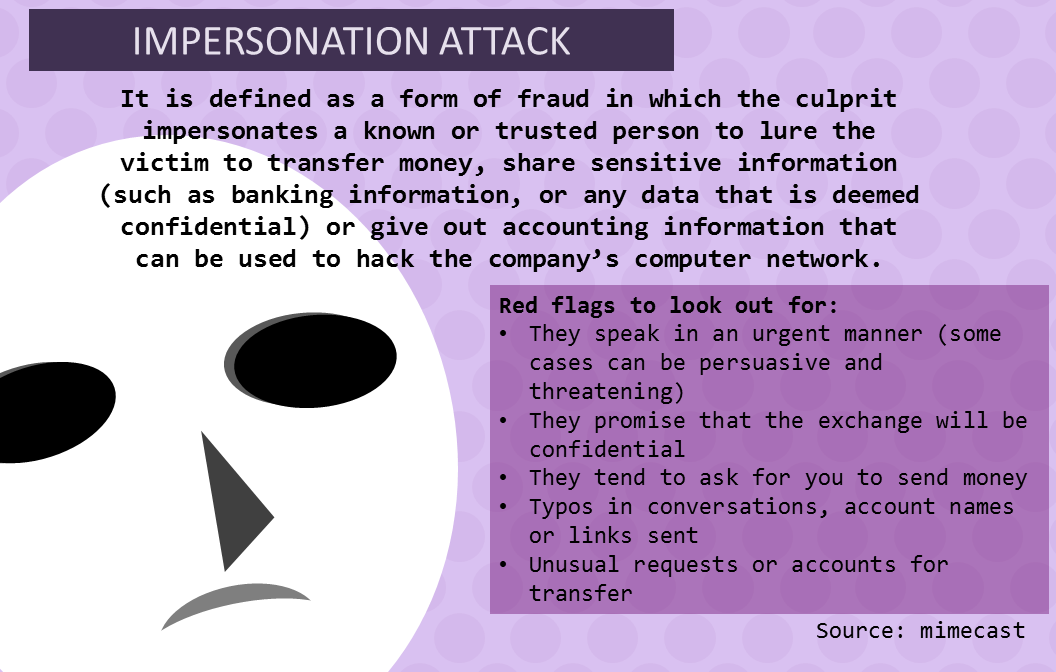 IMPERSONATION ATTACK
It is defined as a form of fraud in which the culprit
impersonates a known or trusted person to lure the
victim to transfer money, share sensitive information
(such as banking information, or any data that is deemed
confidential) or give out accounting information that
can be used to hack the company’s computer network.
Red flags to look out for:
• They speak in an urgent manner (some
cases can be persuasive and
threatening)
• They promise that the exchange will be
confidential
• They tend to ask for you to send money
• Typos in conversations, account names
or links sent
• Unusual requests or accounts for
transfer
Source: mimecast